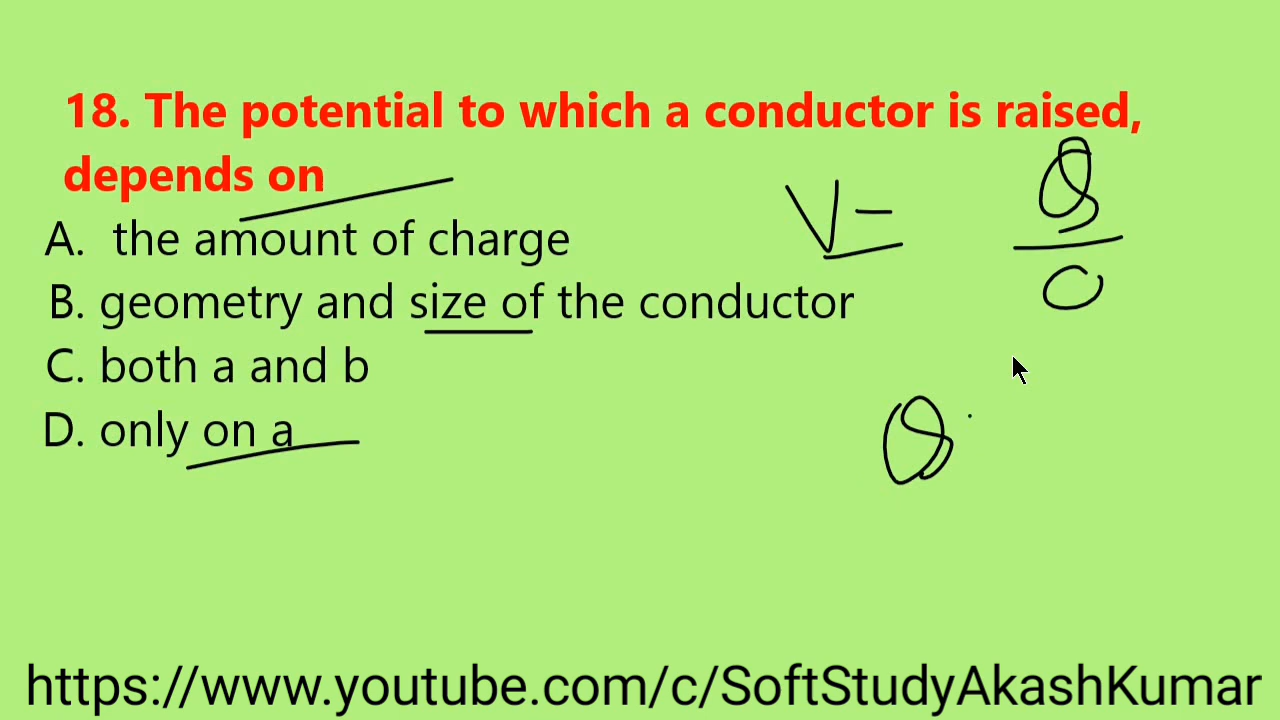 18. The potential to which a conductor is raised,
depends on
A. the amount of charge
B. geometry and size of the conductor
C. both a and b
D. only on a
V = Q
C
Q
https://www.youtube.com/c/SoftStudyAkashKumar